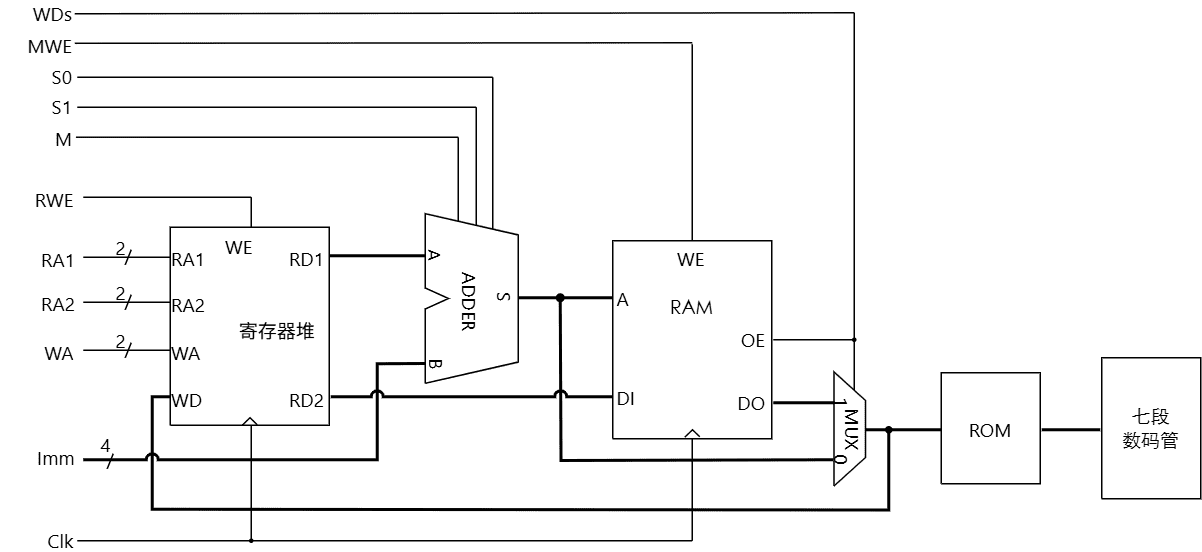 WDs
MWE
S0
S1
M
RWE
RA1
2
RA2
2
WA
2
Imm
4
Clk
WE
RA1
RD1
RA2
寄存器堆
WA
WD
RD2
A
ADDER
S
B
WE
A
RAM
OE
DI
DO
1
MUX
0
ROM
七段
数码管